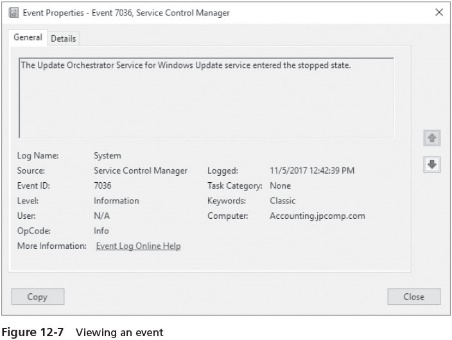 Event Properties - Event 7036, Service Control Manager
General Details
The Update Orchestrator Service for Windows Update service entered the stopped state.
Log Name: System
Source: Service Control Manager Logged: 11/5/2017 12:42:39 PM
Event ID: 7036 Task Category: None
Level: Information Keywords: Classic
User: N/A Computer: Accounting.jpcomp.com
OpCode: Info
More Information: Event Log Online Help
Copy Close
Figure 12-7 Viewing an event